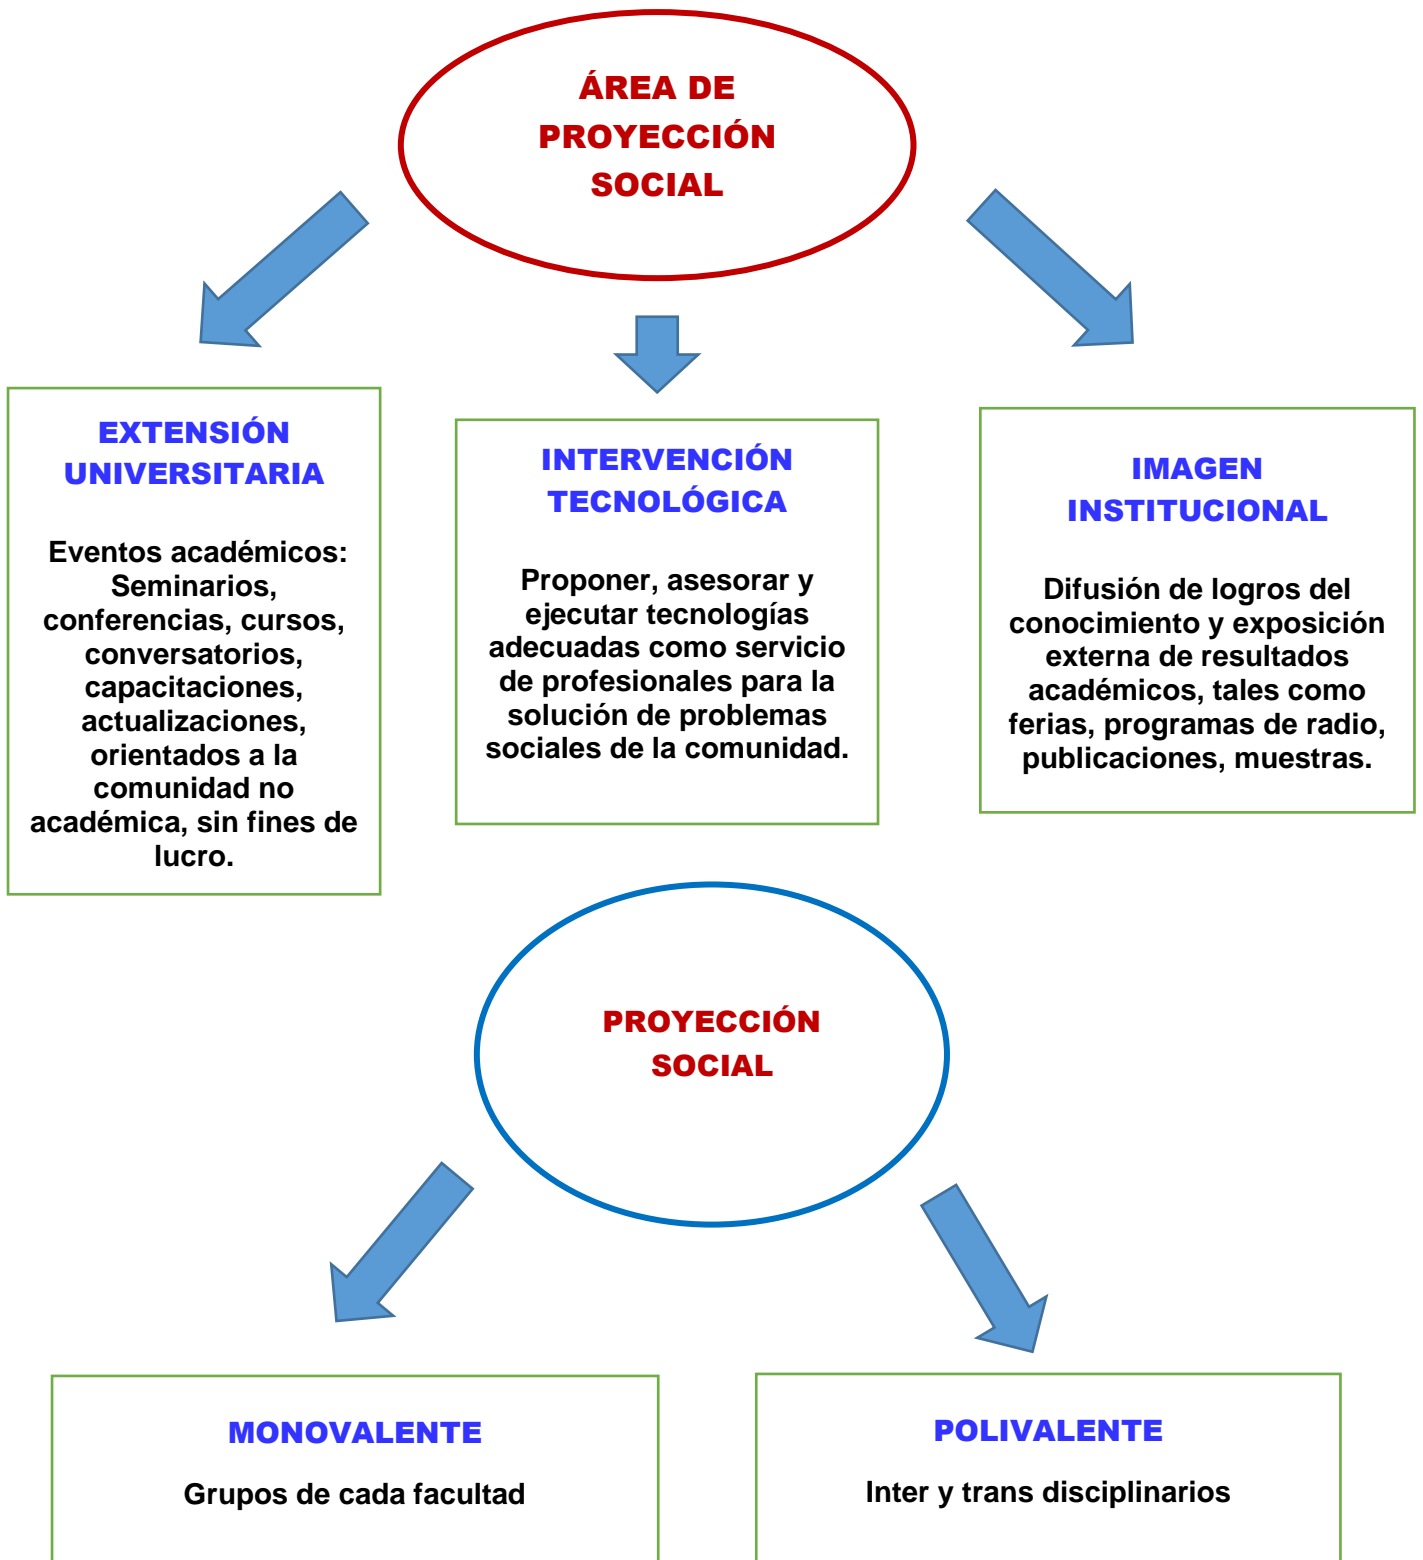 ÁREA DE
PROYECCIÓN
SOCIAL
EXTENSIÓN
UNIVERSITARIA
Eventos académicos:
Seminarios,
conferencias, cursos,
conversatorios,
capacitaciones,
actualizaciones,
orientados a la
comunidad no
académica, sin fines de
lucro.
INTERVENCIÓN
TECNOLÓGICA
Proponer, asesorar y
ejecutar tecnologías
adecuadas como servicio
de profesionales para la
solución de problemas
sociales de la comunidad.
IMAGEN
INSTITUCIONAL
Difusión de logros del
conocimiento y exposición
externa de resultados
académicos, tales como
ferias, programas de radio,
publicaciones, muestras.
PROYECCIÓN
SOCIAL
MONOVALENTE
Grupos de cada facultad
POLIVALENTE
Inter y trans disciplinarios